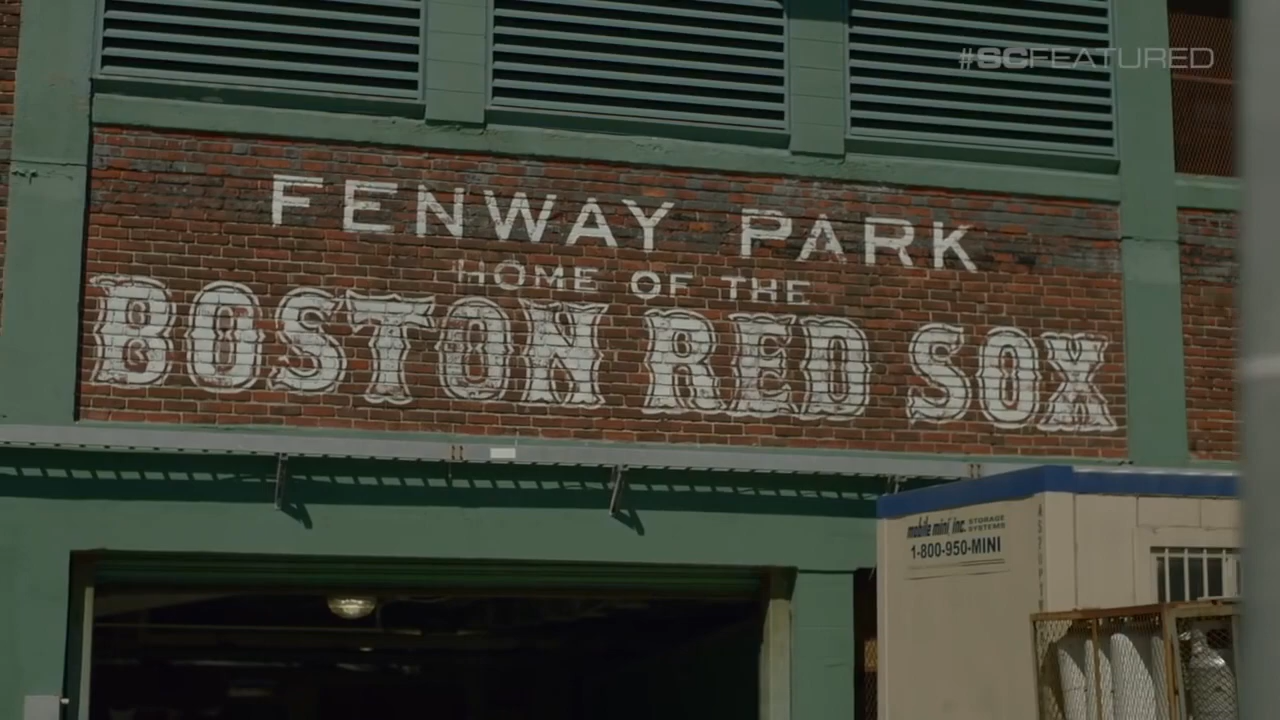 #SCFEATURED
FENWAY PARK
HOME OF THE
BOSTON RED SOX
mobile mini, inc. STORAGE SYSTEMS
1-800-950-MINI